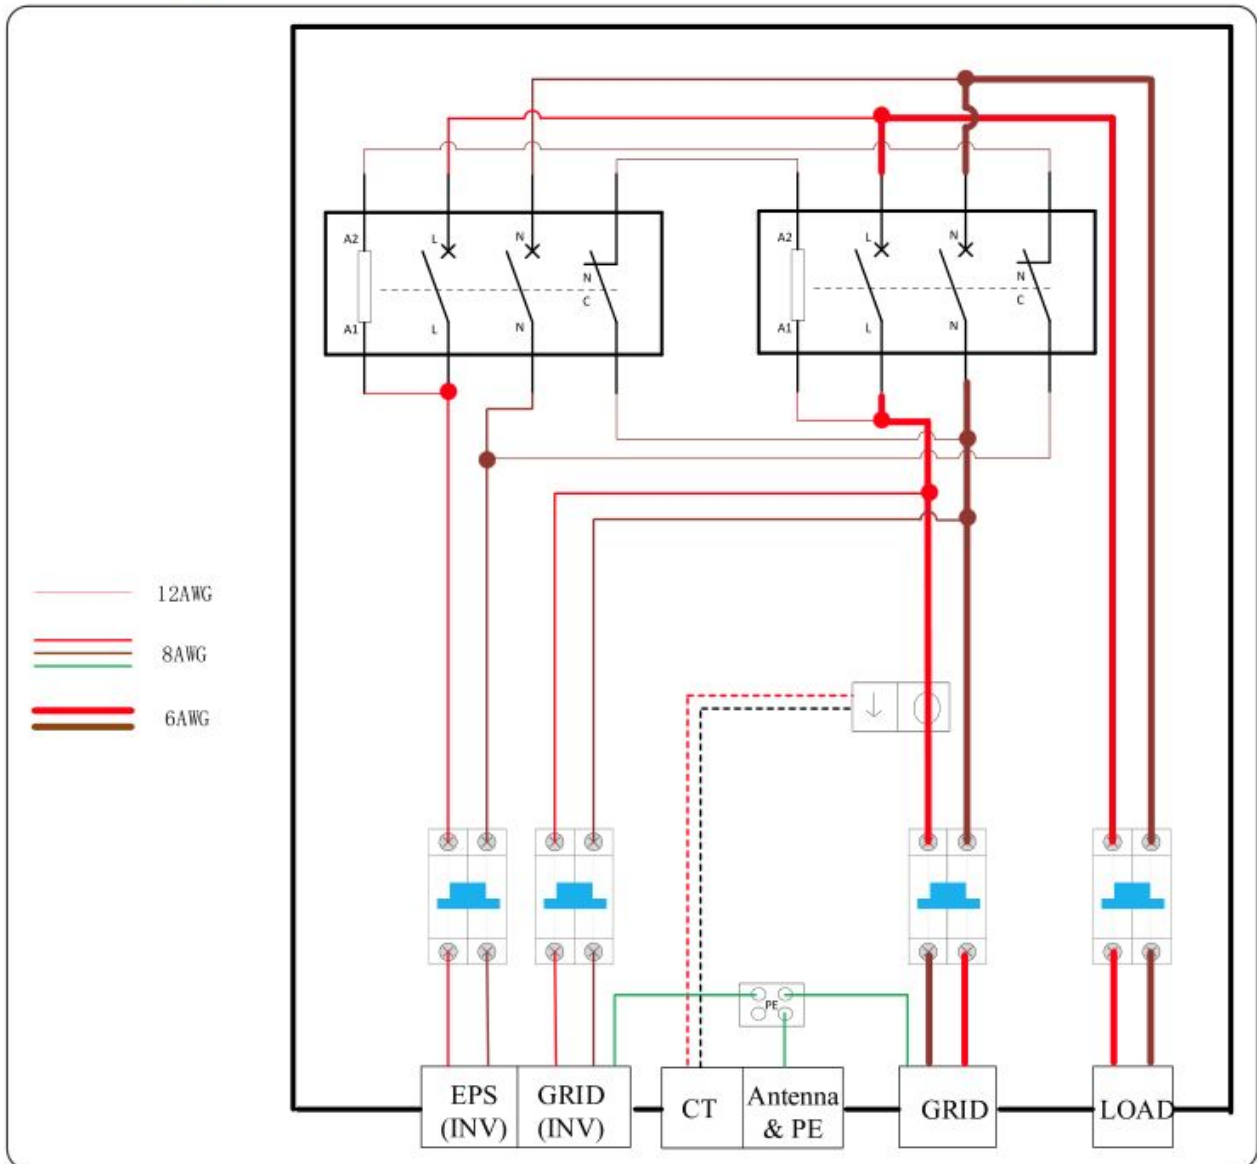 L
N
A2
N
C
A1
L
N
L
N
A2
N
C
A1
L
N
12AWG
8AWG
6AWG
PE
EPS
(INV)
GRID
(INV)
CT
Antenna
& PE
GRID
LOAD